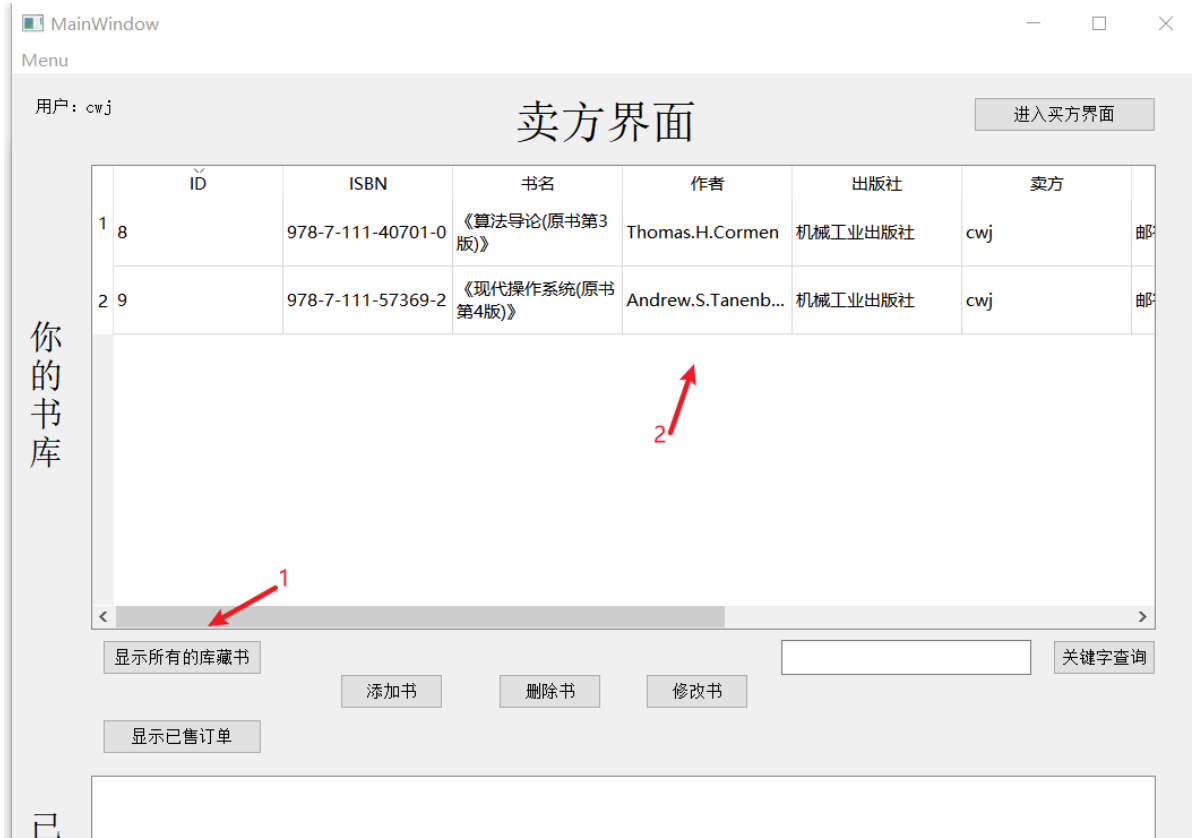 MainWindow
Menu
用户：cwj
卖方界面
进入买方界面
ID ISBN 书名 作者 出版社 卖方
1 8 978-7-111-40701-0 《算法导论(原书第3
版)》 Thomas.H.Cormen 机械工业出版社 cwj 邮
2 9 978-7-111-57369-2 《现代操作系统(原书
第4版)》 Andrew.S.Tanenb... 机械工业出版社 cwj 邮
你的书库
2
1
显示所有的库藏书
关键字查询
添加书 删除书 修改书
显示已售订单
已